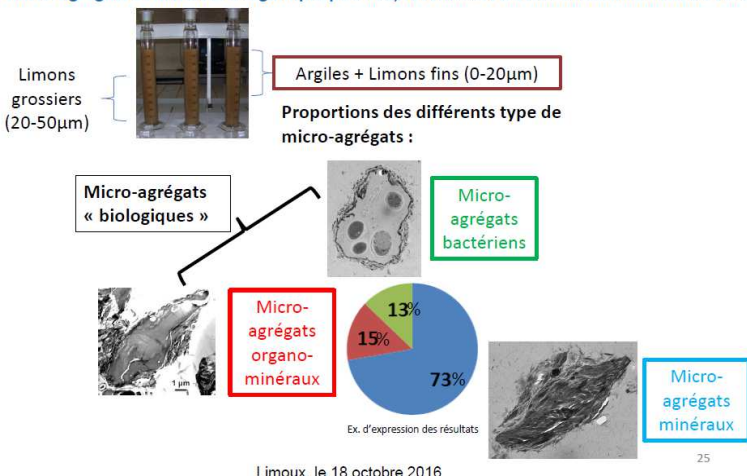 Limons
grossiers
(20-50µm)
Argiles + Limons fins (0-20µm)
Proportions des différents type de
micro-agrégats :
Micro-agrégats
« biologiques »
Micro-
agrégats
bactériens
Micro-
agrégats
organo-
minéraux
1 µm
13%
15%
73%
Ex. d'expression des résultats
Micro-
agrégats
minéraux
25
Limoux, le 18 octobre 2016